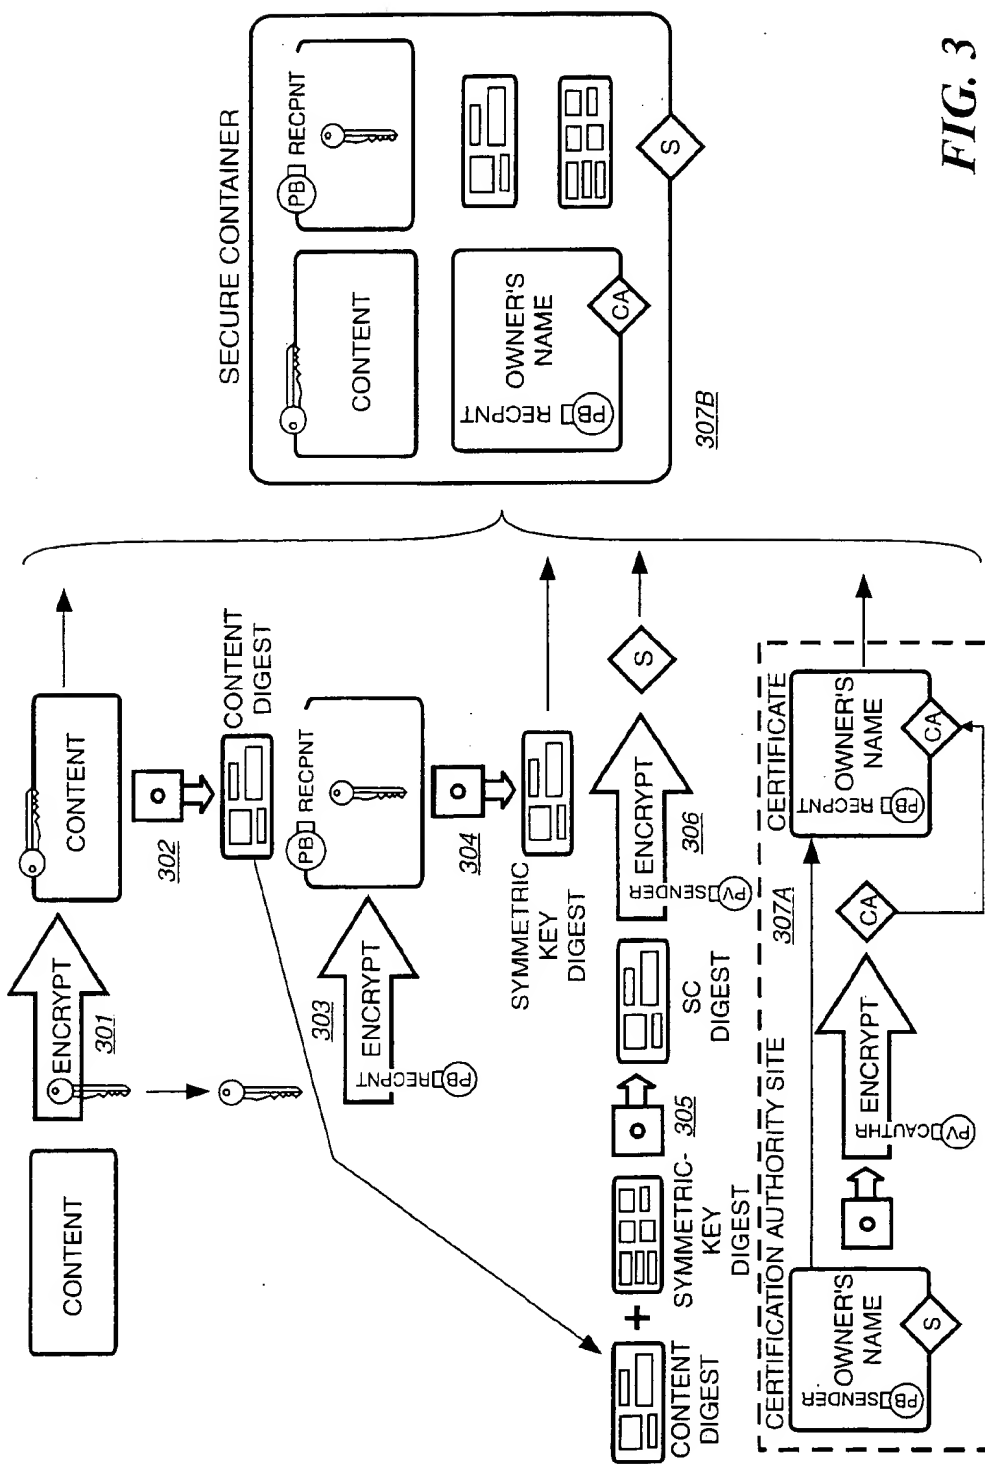 CONTENT
ENCRYPT
301
CONTENT
302
CONTENT
DIGEST
ENCRYPT
303
PB RECPNT
PB RECPNT
304
SYMMETRIC
KEY
DIGEST
CONTENT
DIGEST
+
SYMMETRIC-
KEY
DIGEST
305
SC
DIGEST
ENCRYPT
PV SENDER
306
S
CERTIFICATION AUTHORITY SITE
307A
OWNER'S
NAME
PB SENDER
S
ENCRYPT
PV CAUTHR
CA
CERTIFICATE
OWNER'S
NAME
PB RECPNT
CA
SECURE CONTAINER
CONTENT
PB RECPNT
OWNER'S
NAME
PB RECPNT
CA
S
307B
FIG. 3